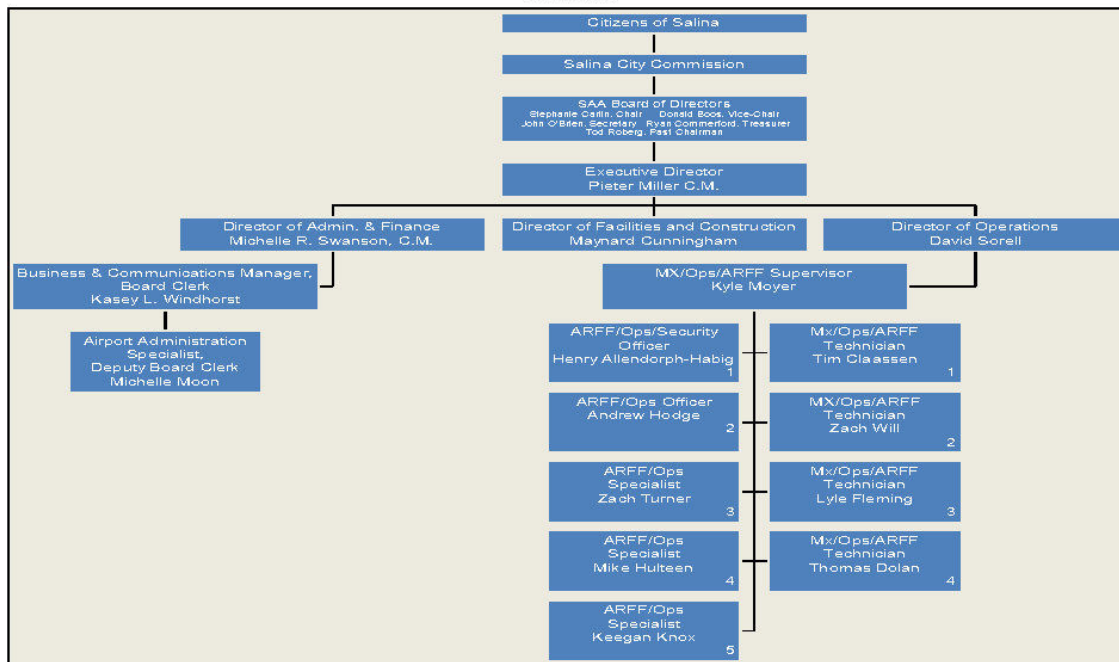 Citizens of Salina
Salina City Commission
SAA Board of Directors
Stephanie Carlin, Chair Donald Boos, Vice-Chair
John O'Brien, Secretary Ryan Commerford, Treasurer
Tod Roberg, Past Chairman
Executive Director
Pieter Miller C.M.
Director of Admin. & Finance
Michelle R. Swanson, C.M.
Director of Facilities and Construction
Maynard Cunningham
Director of Operations
David Sorell
Business & Communications Manager,
Board Clerk
Kasey L. Windhorst
MX/Ops/ARFF Supervisor
Kyle Moyer
Airport Administration
Specialist,
Deputy Board Clerk
Michelle Moon
ARFF/Ops/Security
Officer
Henry Allendorph-Habig
1
Mx/Ops/ARFF
Technician
Tim Claassen
1
ARFF/Ops Officer
Andrew Hodge
2
MX/Ops/ARFF
Technician
Zach Will
2
ARFF/Ops
Specialist
Zach Turner
3
Mx/Ops/ARFF
Technician
Lyle Fleming
3
ARFF/Ops
Specialist
Mike Hulteen
4
Mx/Ops/ARFF
Technician
Thomas Dolan
4
ARFF/Ops
Specialist
Keegan Knox
5